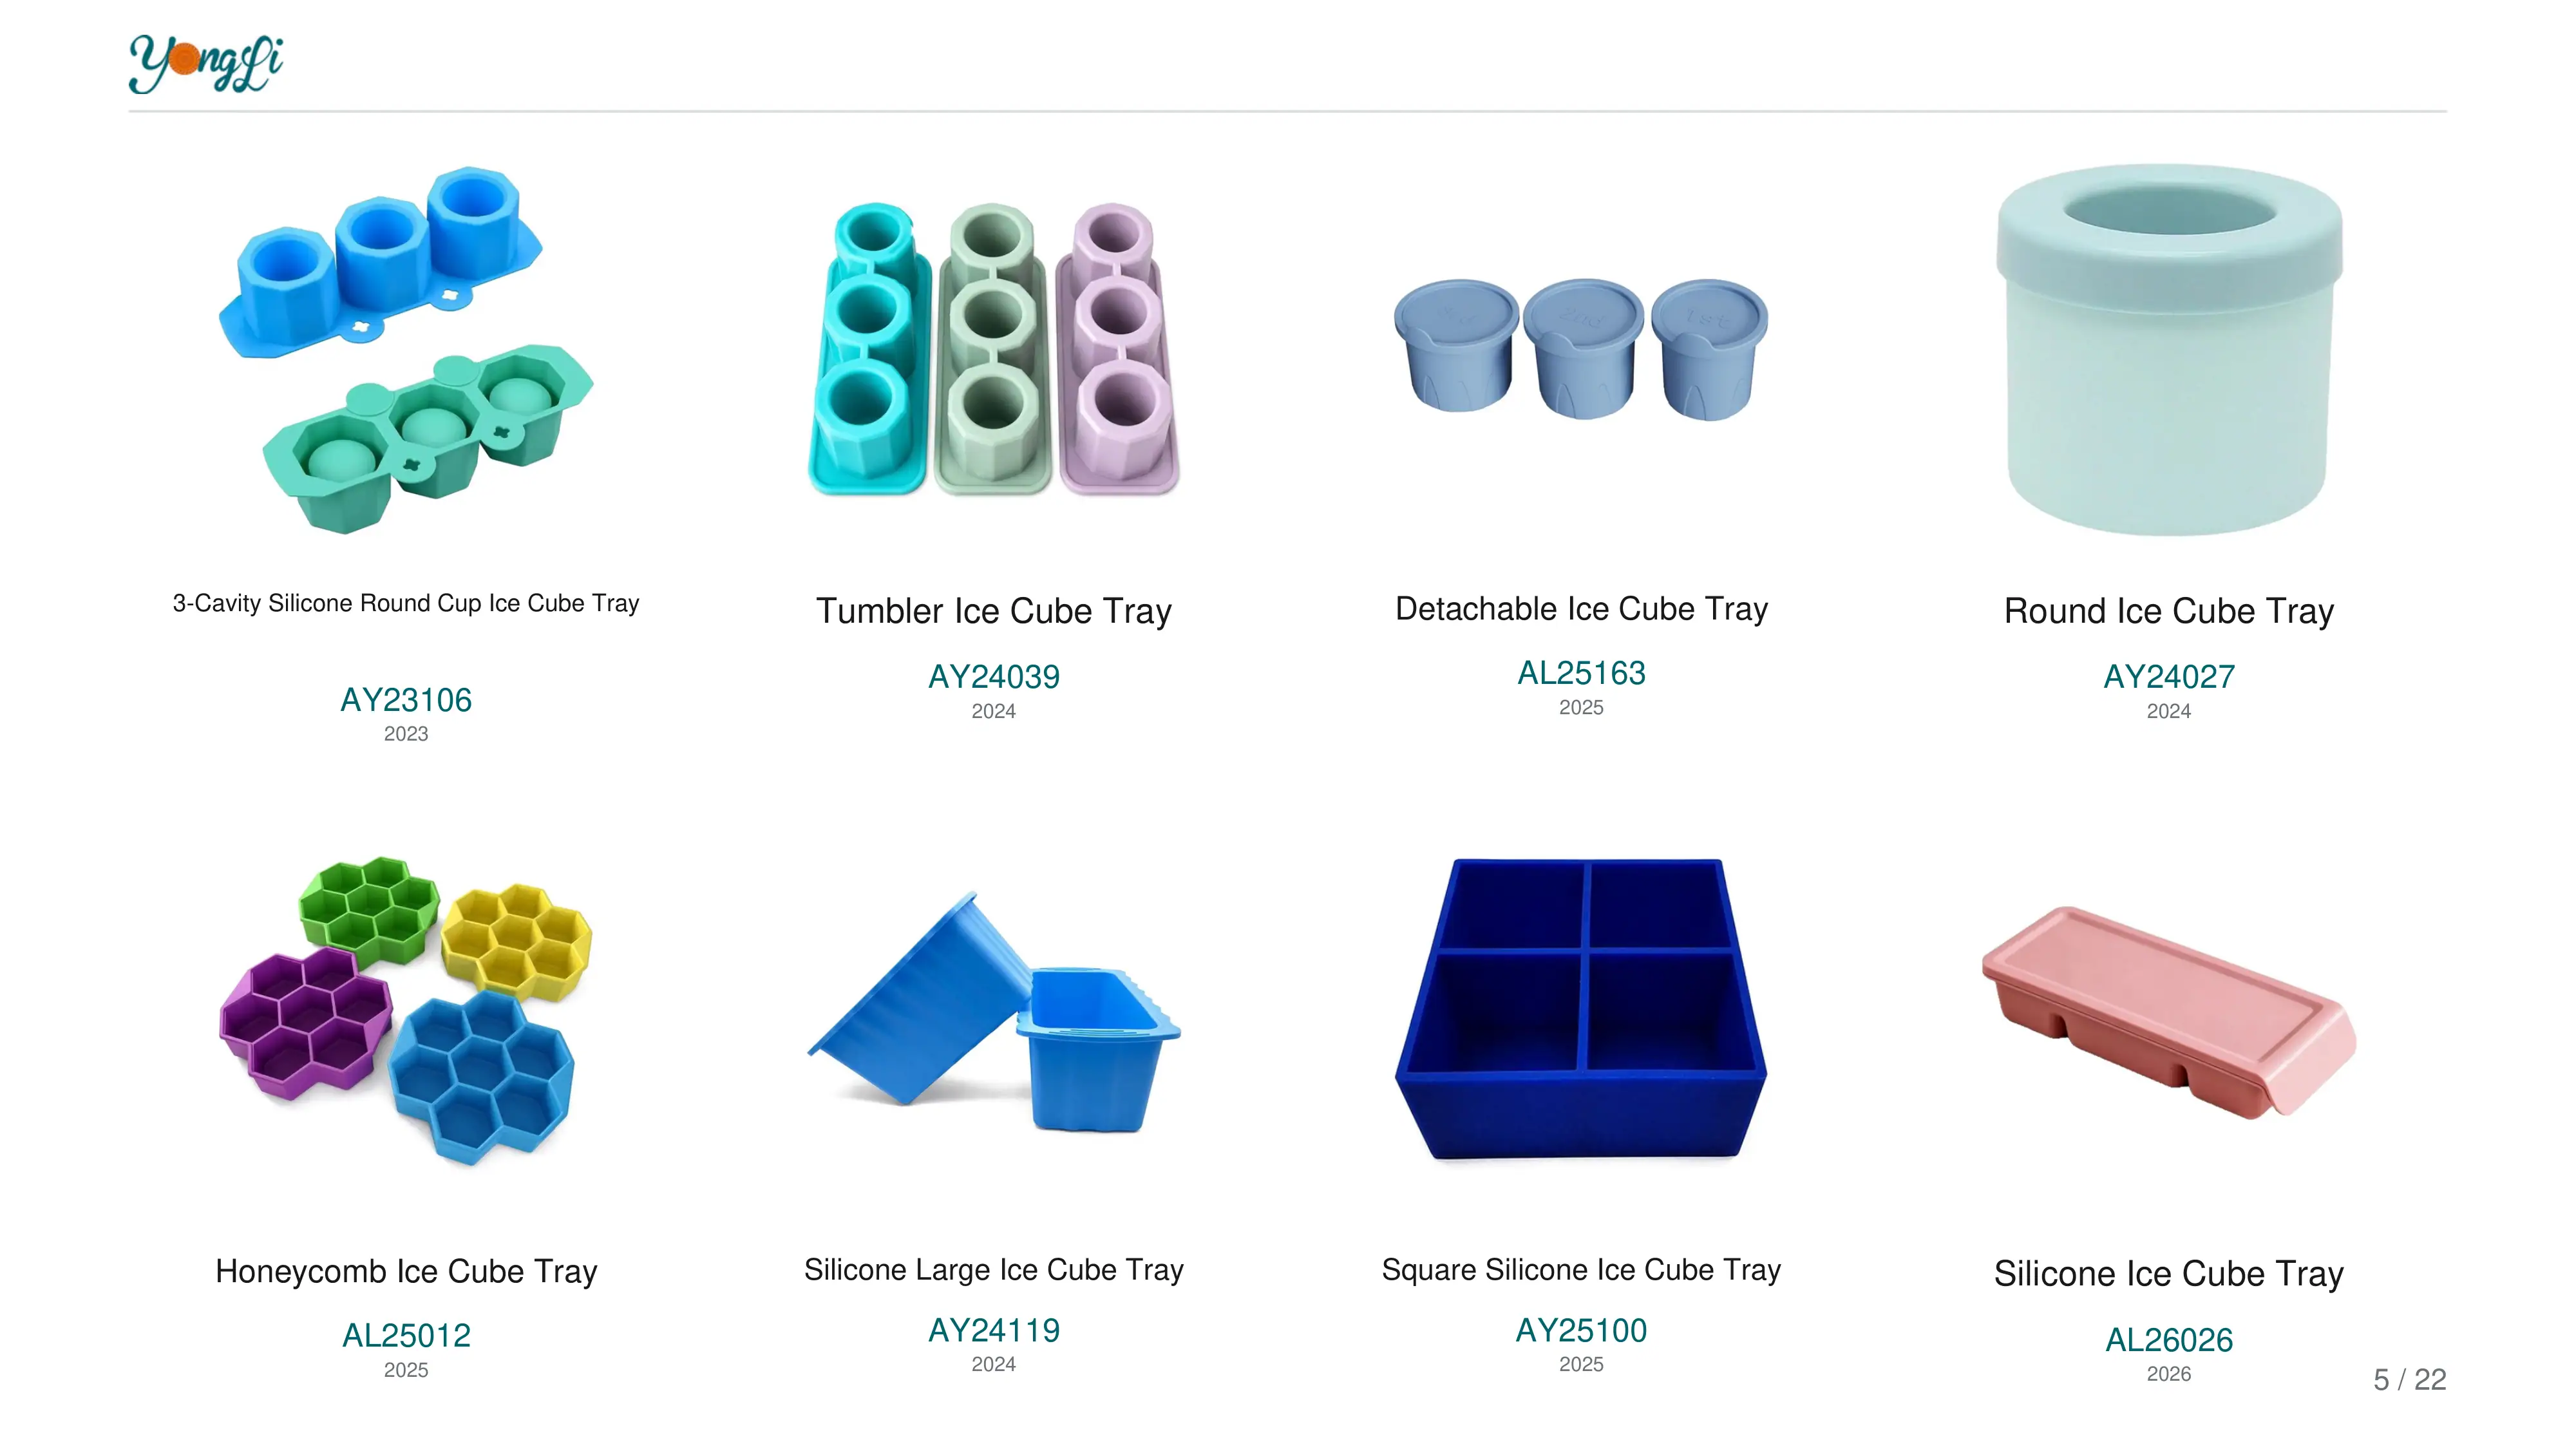 YongLi
3-Cavity Silicone Round Cup Ice Cube Tray
AY23106
2023
Tumbler Ice Cube Tray
AY24039
2024
2nd
1st
Detachable Ice Cube Tray
AL25163
2025
Round Ice Cube Tray
AY24027
2024
Honeycomb Ice Cube Tray
AL25012
2025
Silicone Large Ice Cube Tray
AY24119
2024
Square Silicone Ice Cube Tray
AY25100
2025
Silicone Ice Cube Tray
AL26026
2026
5 / 22